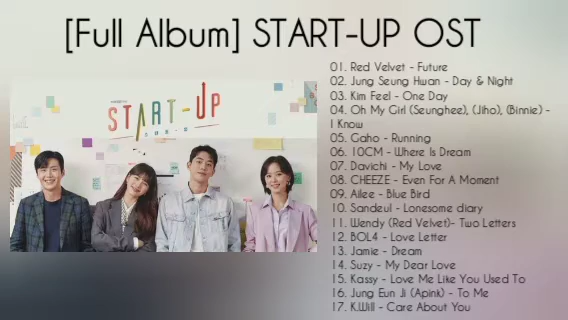 [Full Album] START-UP OST
START-UP
01. Red Velvet - Future
02. Jung Seung Hwan - Day & Night
03. Kim Feel - One Day
04. Oh My Girl (Seunghee), (Jiho), (Binnie) -
I Know
05. Gaho - Running
06. 10CM - Where Is Dream
07. Davichi - My Love
08. CHEEZE - Even For A Moment
09. Ailee - Blue Bird
10. Sandeul - Lonesome diary
11. Wendy (Red Velvet)- Two Letters
12. BOL4 - Love Letter
13. Jamie - Dream
14. Suzy - My Dear Love
15. Kassy - Love Me Like You Used To
16. Jung Eun Ji (Apink) - To Me
17. K.Will - Care About You